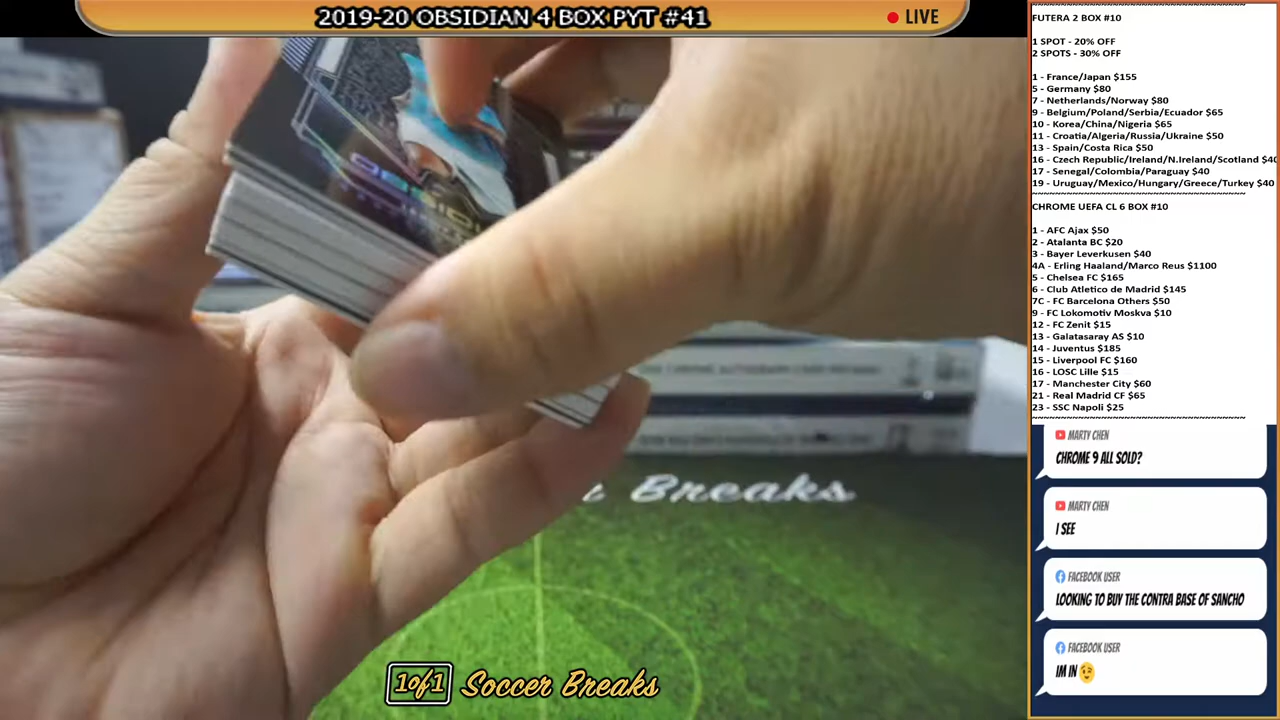 2019-20 OBSIDIAN 4 BOX PYT #41
LIVE
~~~~~~~~~~~~~~~~~~~~~~~~~~~~~~~~~~~~
FUTERA 2 BOX #10
1 SPOT - 20% OFF
2 SPOTS - 30% OFF
1 - France/Japan $155
5 - Germany $80
7 - Netherlands/Norway $80
9 - Belgium/Poland/Serbia/Ecuador $65
10 - Korea/China/Nigeria $65
11 - Croatia/Algeria/Russia/Ukraine $50
13 - Spain/Costa Rica $50
16 - Czech Republic/Ireland/N.Ireland/Scotland $40
17 - Senegal/Colombia/Paraguay $40
19 - Uruguay/Mexico/Hungary/Greece/Turkey $40
~~~~~~~~~~~~~~~~~~~~~~~~~~~~~~~~~~~~
CHROME UEFA CL 6 BOX #10
1 - AFC Ajax $50
2 - Atalanta BC $20
3 - Bayer Leverkusen $40
4A - Erling Haaland/Marco Reus $1100
5 - Chelsea FC $165
6 - Club Atletico de Madrid $145
7C - FC Barcelona Others $50
9 - FC Lokomotiv Moskva $10
12 - FC Zenit $15
13 - Galatasaray AS $10
14 - Juventus $185
15 - Liverpool FC $160
16 - LOSC Lille $15
17 - Manchester City $60
21 - Real Madrid CF $65
23 - SSC Napoli $25
~~~~~~~~~~~~~~~~~~~~~~~~~~~~~~~~~~~~
MARTY CHEN
CHROME 9 ALL SOLD?
MARTY CHEN
I SEE
FACEBOOK USER
LOOKING TO BUY THE CONTRA BASE OF SANCHO
FACEBOOK USER
IM IN 😉
Breaks
1of1 Soccer Breaks